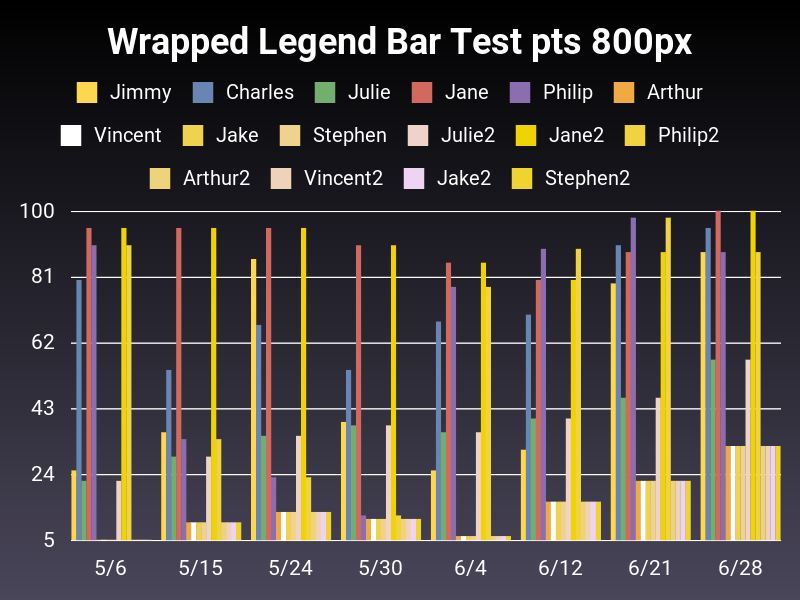 Wrapped Legend Bar Test pts 800px
Jimmy Charles Julie Jane Philip Arthur
Vincent Jake Stephen Julie2 Jane2 Philip2
Arthur2 Vincent2 Jake2 Stephen2
100
81
62
43
24
5
5/6 5/15 5/24 5/30 6/4 6/12 6/21 6/28